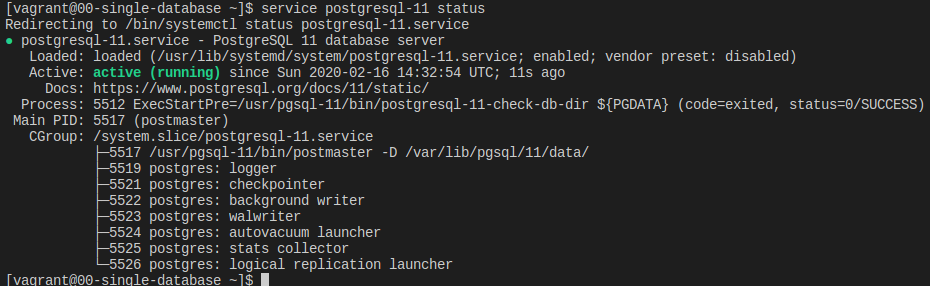 [vagrant@00-single-database ~]$ service postgresql-11 status
Redirecting to /bin/systemctl status postgresql-11.service
● postgresql-11.service - PostgreSQL 11 database server
   Loaded: loaded (/usr/lib/systemd/system/postgresql-11.service; enabled; vendor preset: disabled)
   Active: active (running) since Sun 2020-02-16 14:32:54 UTC; 11s ago
     Docs: https://www.postgresql.org/docs/11/static/
  Process: 5512 ExecStartPre=/usr/pgsql-11/bin/postgresql-11-check-db-dir ${PGDATA} (code=exited, status=0/SUCCESS)
 Main PID: 5517 (postmaster)
   CGroup: /system.slice/postgresql-11.service
           ├─5517 /usr/pgsql-11/bin/postmaster -D /var/lib/pgsql/11/data/
           ├─5519 postgres: logger
           ├─5521 postgres: checkpointer
           ├─5522 postgres: background writer
           ├─5523 postgres: walwriter
           ├─5524 postgres: autovacuum launcher
           ├─5525 postgres: stats collector
           └─5526 postgres: logical replication launcher
[vagrant@00-single-database ~]$